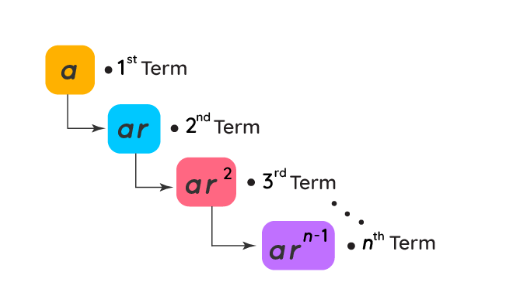 a • 1st Term
ar • 2nd Term
ar² • 3rd Term
arⁿ⁻¹ • nth Term